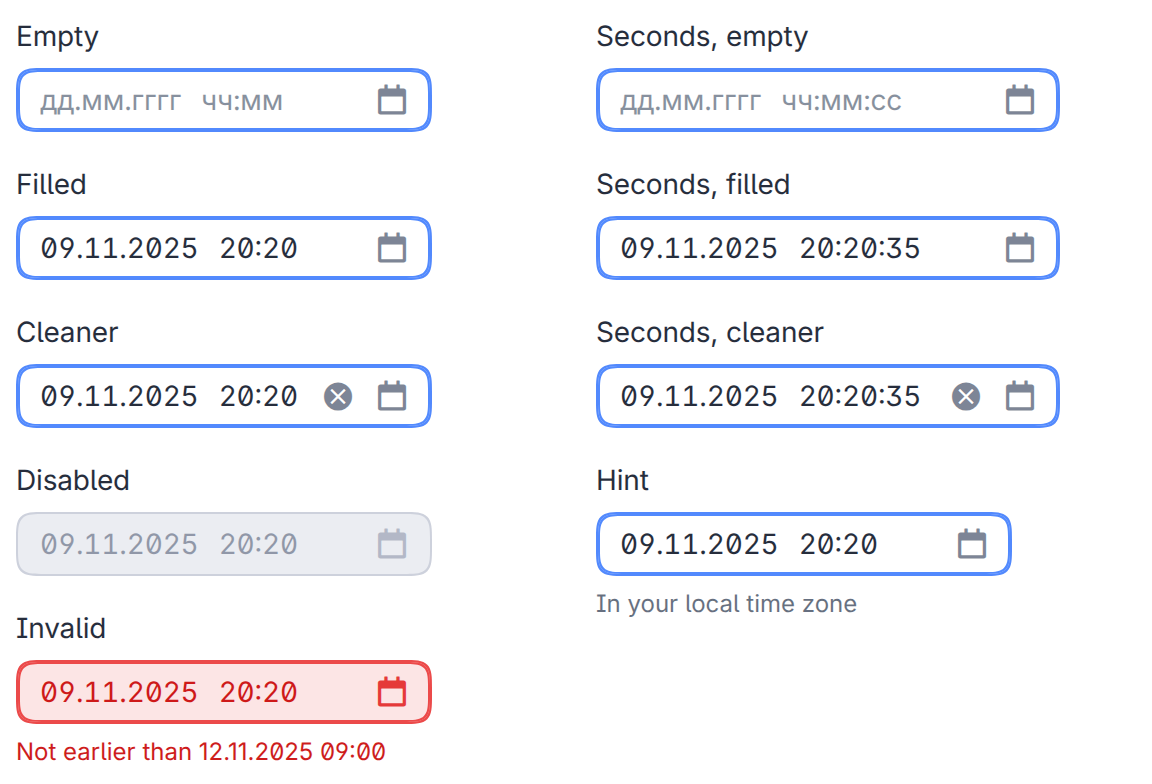 Empty
дд.мм.гггг чч:мм
Filled
09.11.2025 20:20
Cleaner
09.11.2025 20:20
Disabled
09.11.2025 20:20
Invalid
09.11.2025 20:20
Not earlier than 12.11.2025 09:00
Seconds, empty
дд.мм.гггг чч:мм:сс
Seconds, filled
09.11.2025 20:20:35
Seconds, cleaner
09.11.2025 20:20:35
Hint
09.11.2025 20:20
In your local time zone